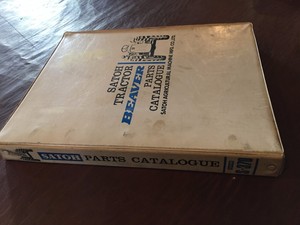 SATOH
TRACTOR
BEAVER
PARTS
CATALOGUE
SATOH AGRICULTURAL MACHINE MFG. CO., LTD.
SATOH PARTS CATALOGUE